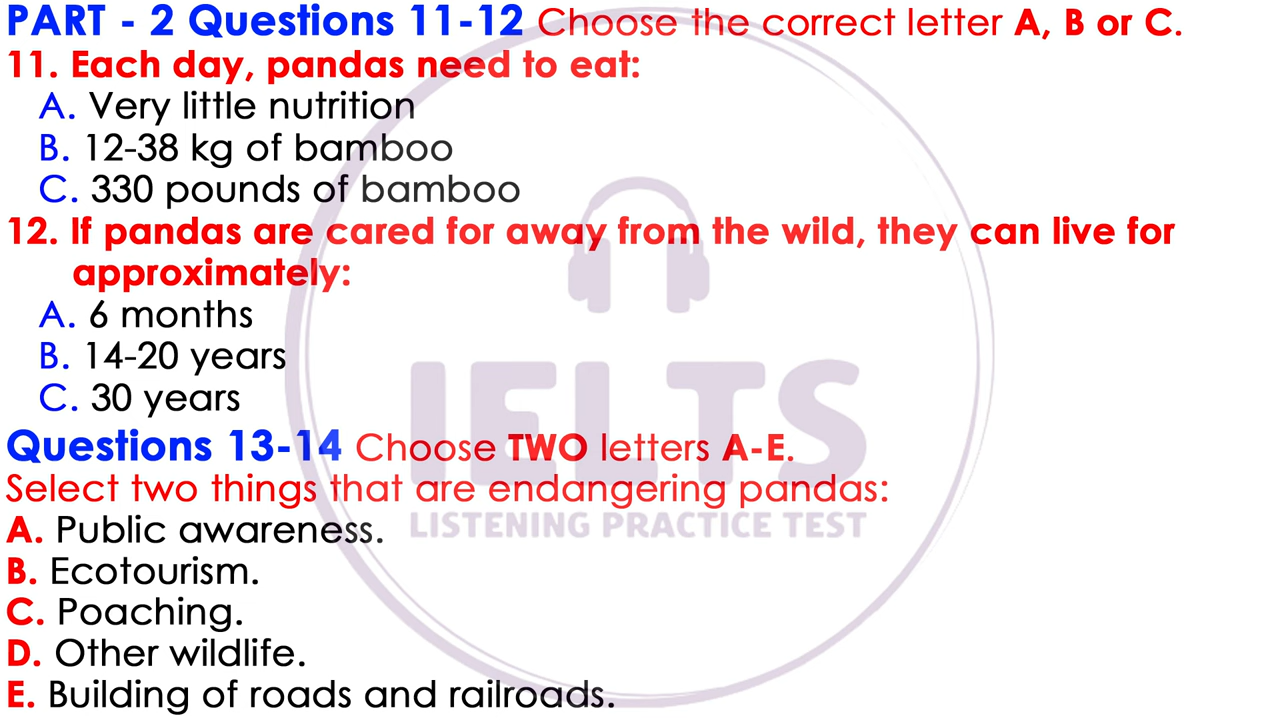 PART - 2 Questions 11-12 Choose the correct letter A, B or C.
11. Each day, pandas need to eat:
A. Very little nutrition
B. 12-38 kg of bamboo
C. 330 pounds of bamboo
12. If pandas are cared for away from the wild, they can live for
approximately:
A. 6 months
B. 14-20 years
C. 30 years
IELTS
Questions 13-14 Choose TWO letters A-E.
Select two things that are endangering pandas:
LISTENING PRACTICE TEST
A. Public awareness.
B. Ecotourism.
C. Poaching.
D. Other wildlife.
E. Building of roads and railroads.